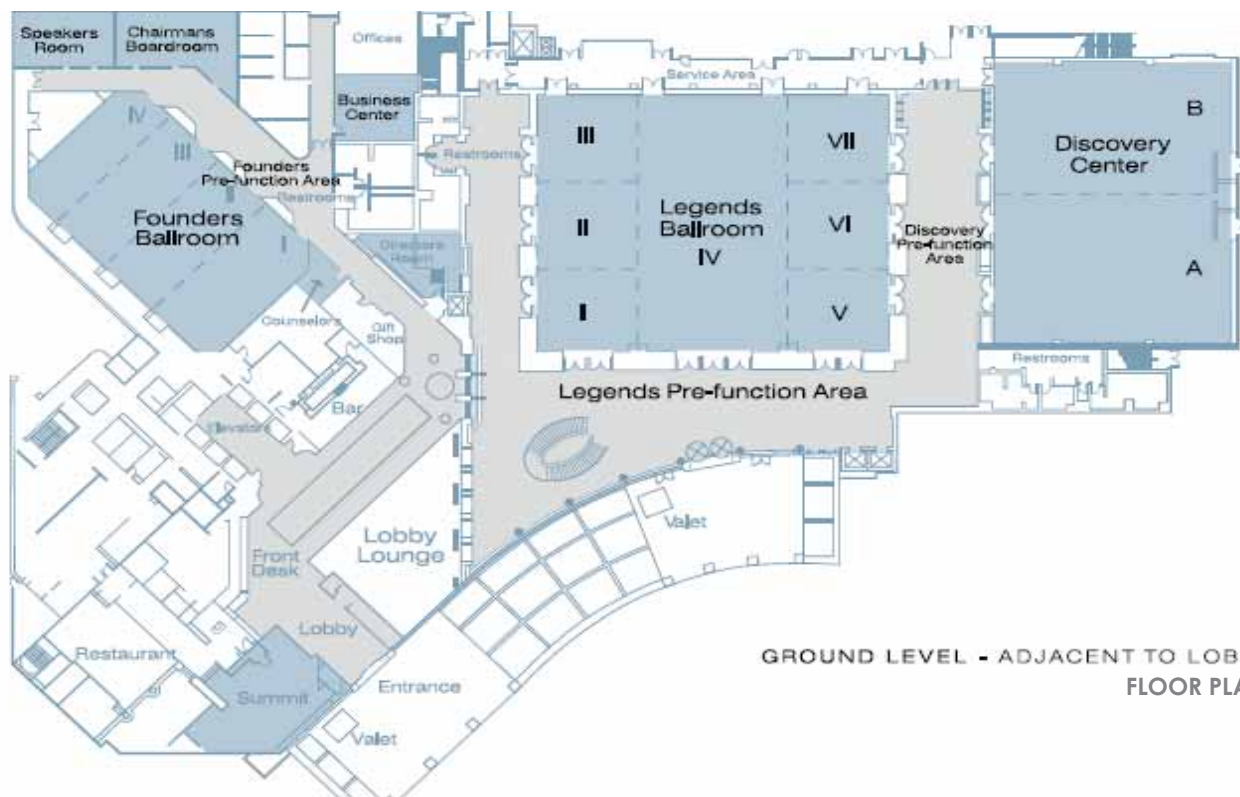 Speakers
Room
Chairmans
Boardroom
Offices
Service Area
Business
Center
IV
III
II
I
Founders
Pre-function Area
Restrooms
Founders
Ballroom
Restrooms
Directors
Room
Counselors
Gift
Shop
III
II
I
Legends
Ballroom
IV
VII
VI
V
Discovery
Pre-function
Area
B
Discovery
Center
A
Restrooms
Legends Pre-function Area
Bar
Elevators
Lobby
Lounge
Front
Desk
Valet
Lobby
Restaurant
Summit
Entrance
Valet
GROUND LEVEL - ADJACENT TO LOB
FLOOR PLA